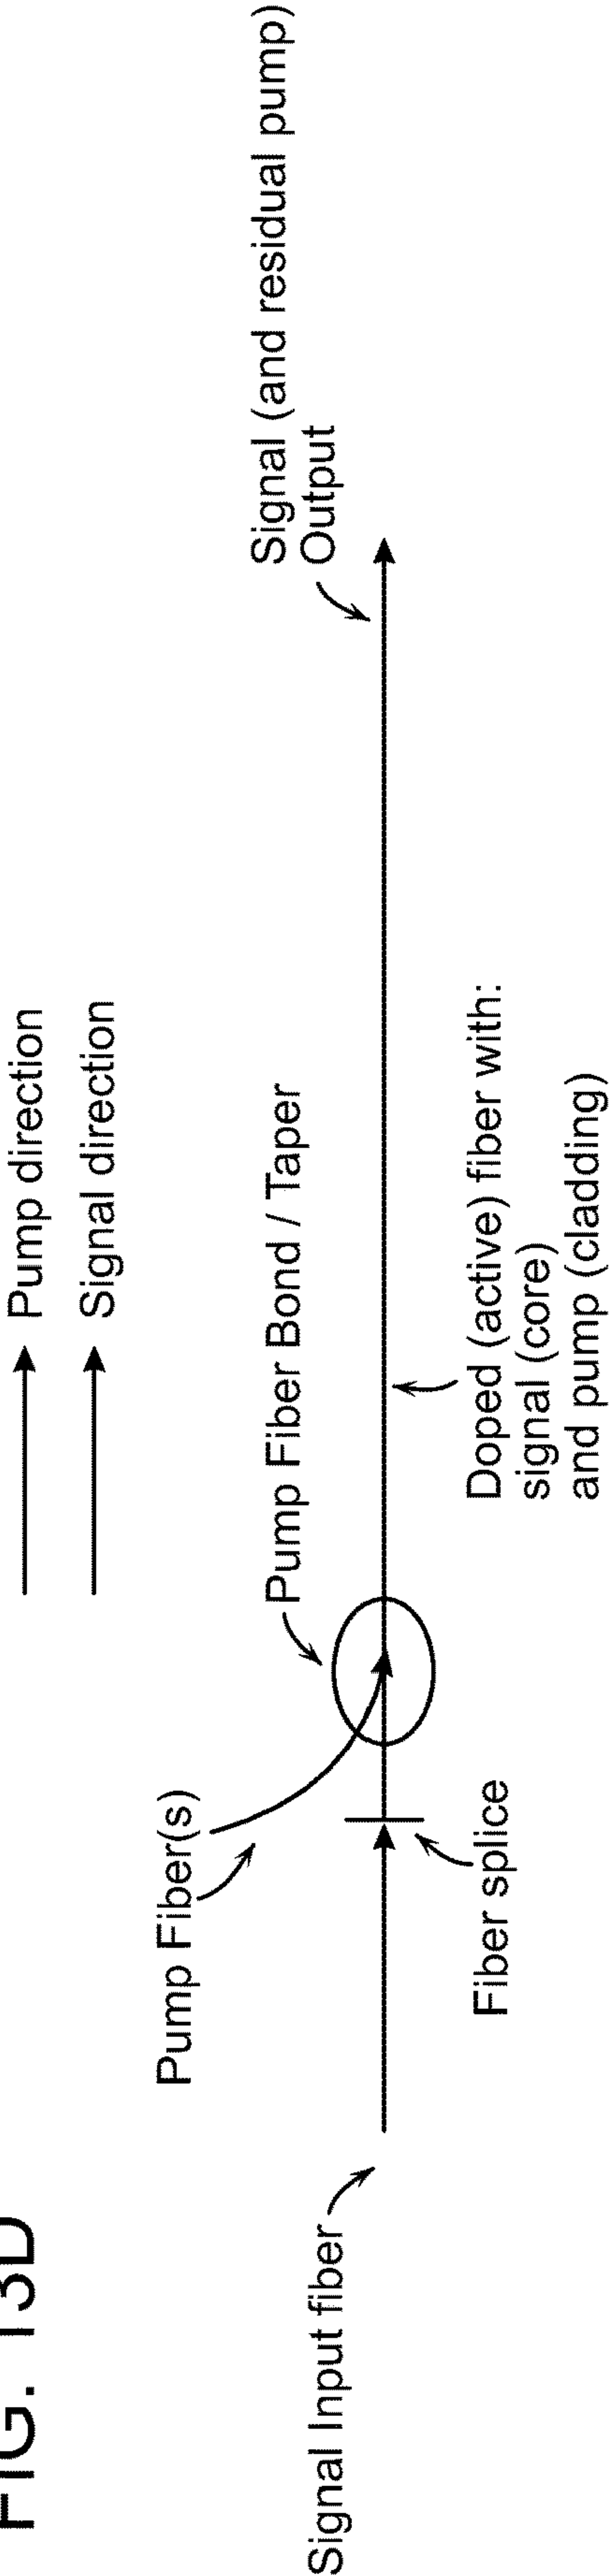 FIG. 13D
Pump direction
Signal direction
Pump Fiber(s)
Pump Fiber Bond / Taper
Signal (and residual pump)
Output
Signal Input fiber
Fiber splice
Doped (active) fiber with:
signal (core)
and pump (cladding)